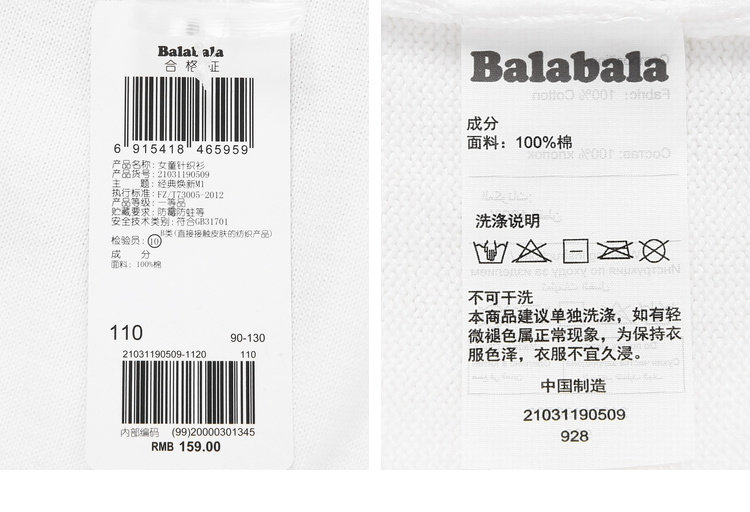 Balabala
合格证
6 915418 465959
产品名称: 女童针织衫
产品货号: 21031190509
主 题: 经典焕新M1
执行标准: FZ/T73005-2012
产品等级: 一等品
贮藏要求: 防霉防蛀等
安全技术类别: 符合GB31701
B类(直接接触皮肤的纺织产品)
检验员: 10
成 分
面料: 100%棉
110
90-130
21031190509-1120 110
内部编码 (99)20000301345
RMB 159.00
Balabala
Fabric: 100% Cotton
成分
面料: 100%棉
Состав: 100% хлопок
洗涤说明
Инструкция по уходу за изделием
不可干洗
本商品建议单独洗涤，如有轻
微褪色属正常现象，为保持衣
服色泽，衣服不宜久浸。
中国制造
21031190509
928